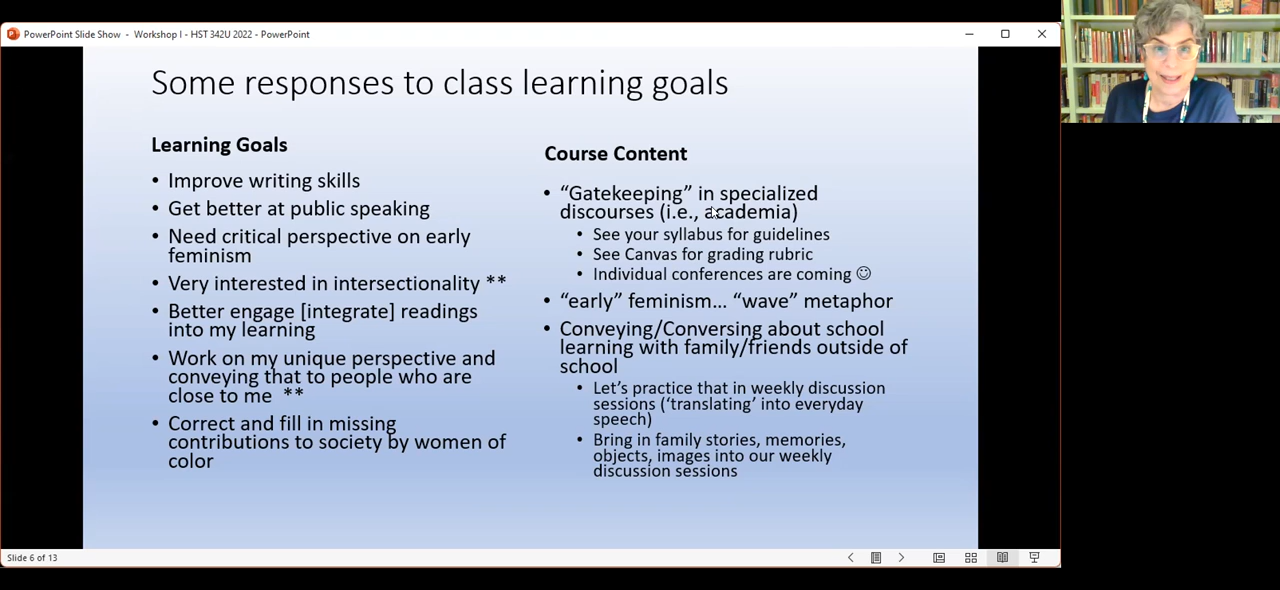 PowerPoint Slide Show - Workshop I - HST 342U 2022 - PowerPoint
Some responses to class learning goals
Learning Goals
• Improve writing skills
• Get better at public speaking
• Need critical perspective on early
feminism
• Very interested in intersectionality **
• Better engage [integrate] readings
into my learning
• Work on my unique perspective and
conveying that to people who are
close to me **
• Correct and fill in missing
contributions to society by women of
color
Course Content
• “Gatekeeping” in specialized
discourses (i.e., academia)
• See your syllabus for guidelines
• See Canvas for grading rubric
• Individual conferences are coming ☺
• “early” feminism… “wave” metaphor
• Conveying/Conversing about school
learning with family/friends outside of
school
• Let’s practice that in weekly discussion
sessions (‘translating’ into everyday
speech)
• Bring in family stories, memories,
objects, images into our weekly
discussion sessions
Slide 6 of 13